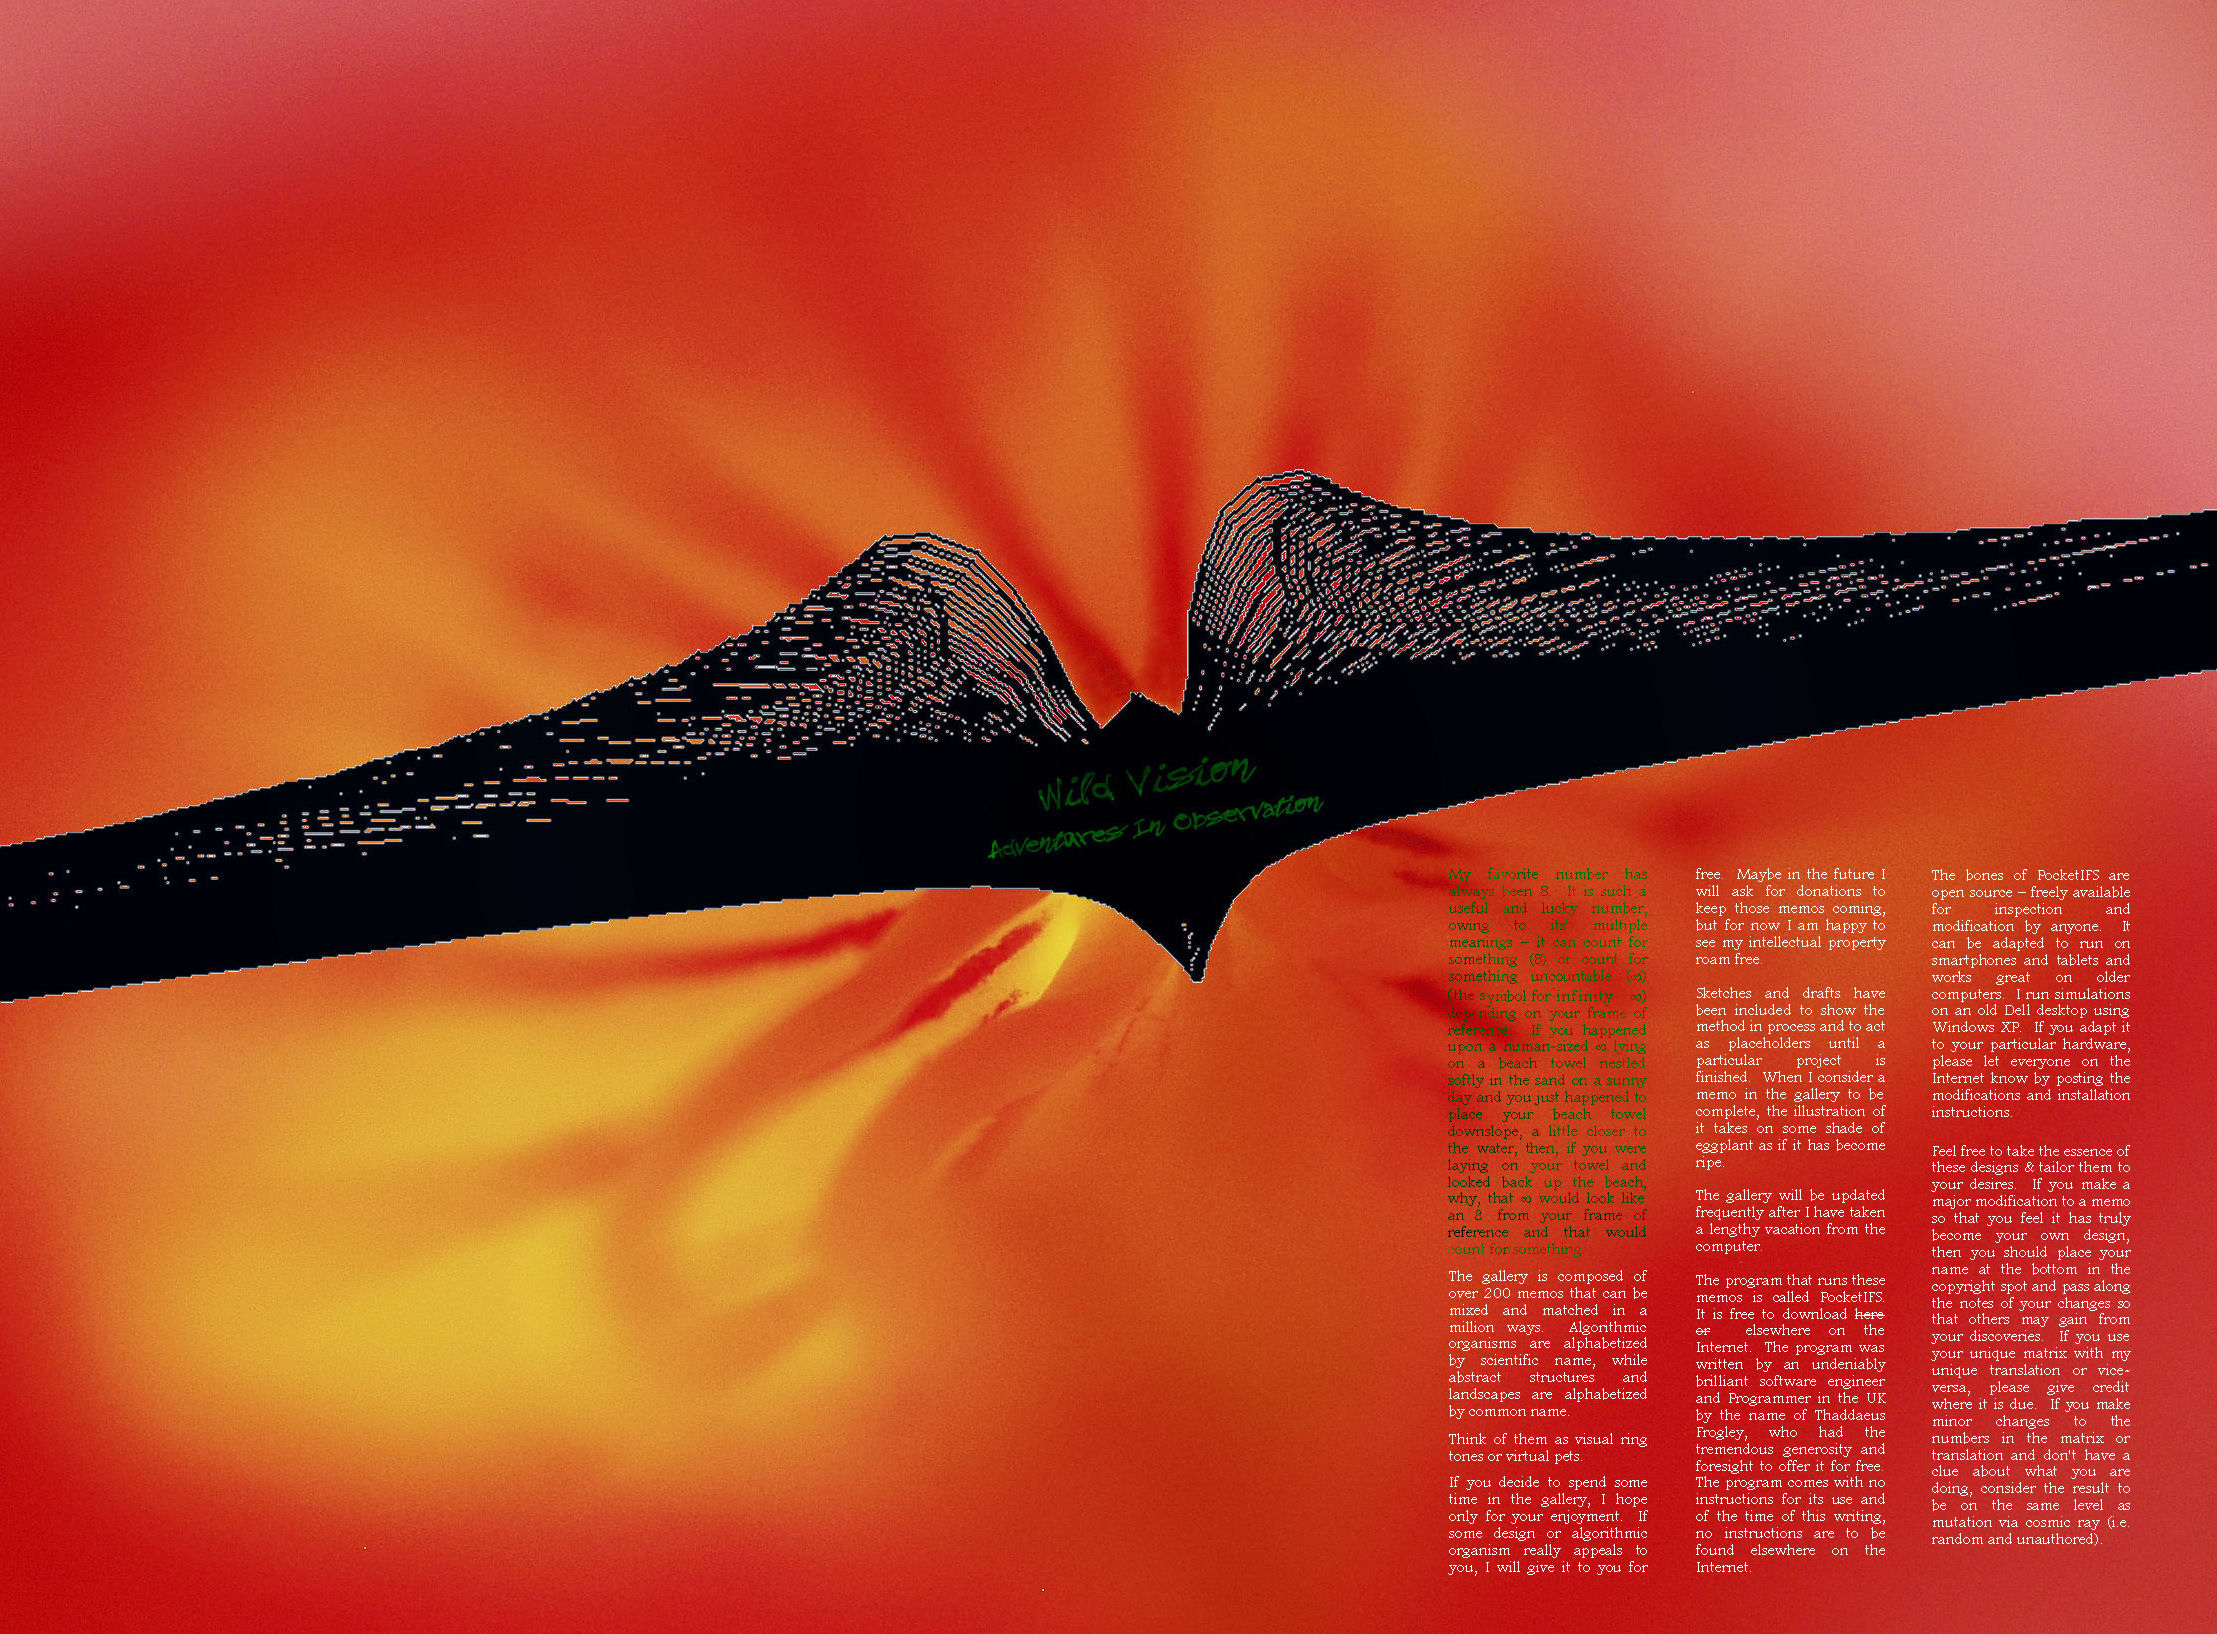 Wild Vision
Adventures In Observation
My favorite number has
always been 8. It is such a
useful and lucky number,
owing to its' multiple
meanings – it can count for
something (8) or count for
something uncountable (∞)
(the symbol for infinity ∞)
depending on your frame of
reference. If you happened
upon a human-sized ∞ lying
on a beach towel nestled
softly in the sand on a sunny
day and you just happened to
place your beach towel
downslope, a little closer to
the water, then, if you were
laying on your towel and
looked back up the beach,
why, that ∞ would look like
an 8 from your frame of
reference and that would
count for something.
The gallery is composed of
over 200 memos that can be
mixed and matched in a
million ways. Algorithmic
organisms are alphabetized
by scientific name, while
abstract structures and
landscapes are alphabetized
by common name.
Think of them as visual ring
tones or virtual pets.
If you decide to spend some
time in the gallery, I hope
only for your enjoyment. If
some design or algorithmic
organism really appeals to
you, I will give it to you for
free. Maybe in the future I
will ask for donations to
keep those memos coming,
but for now I am happy to
see my intellectual property
roam free.
Sketches and drafts have
been included to show the
method in process and to act
as placeholders until a
particular project is
finished. When I consider a
memo in the gallery to be
complete, the illustration of
it takes on some shade of
eggplant as if it has become
ripe.
The gallery will be updated
frequently after I have taken
a lengthy vacation from the
computer.
The program that runs these
memos is called PocketIFS.
It is free to download here
or elsewhere on the
Internet. The program was
written by an undeniably
brilliant software engineer
and Programmer in the UK
by the name of Thaddaeus
Frogley, who had the
tremendous generosity and
foresight to offer it for free.
The program comes with no
instructions for its use and
of the time of this writing,
no instructions are to be
found elsewhere on the
Internet.
The bones of PocketIFS are
open source – freely available
for inspection and
modification by anyone. It
can be adapted to run on
smartphones and tablets and
works great on older
computers. I run simulations
on an old Dell desktop using
Windows XP. If you adapt it
to your particular hardware,
please let everyone on the
Internet know by posting the
modifications and installation
instructions.
Feel free to take the essence of
these designs & tailor them to
your desires. If you make a
major modification to a memo
so that you feel it has truly
become your own design,
then you should place your
name at the bottom in the
copyright spot and pass along
the notes of your changes so
that others may gain from
your discoveries. If you use
your unique matrix with my
unique translation or vice-
versa, please give credit
where it is due. If you make
minor changes to the
numbers in the matrix or
translation and don't have a
clue about what you are
doing, consider the result to
be on the same level as
mutation via cosmic ray (i.e.
random and unauthored).